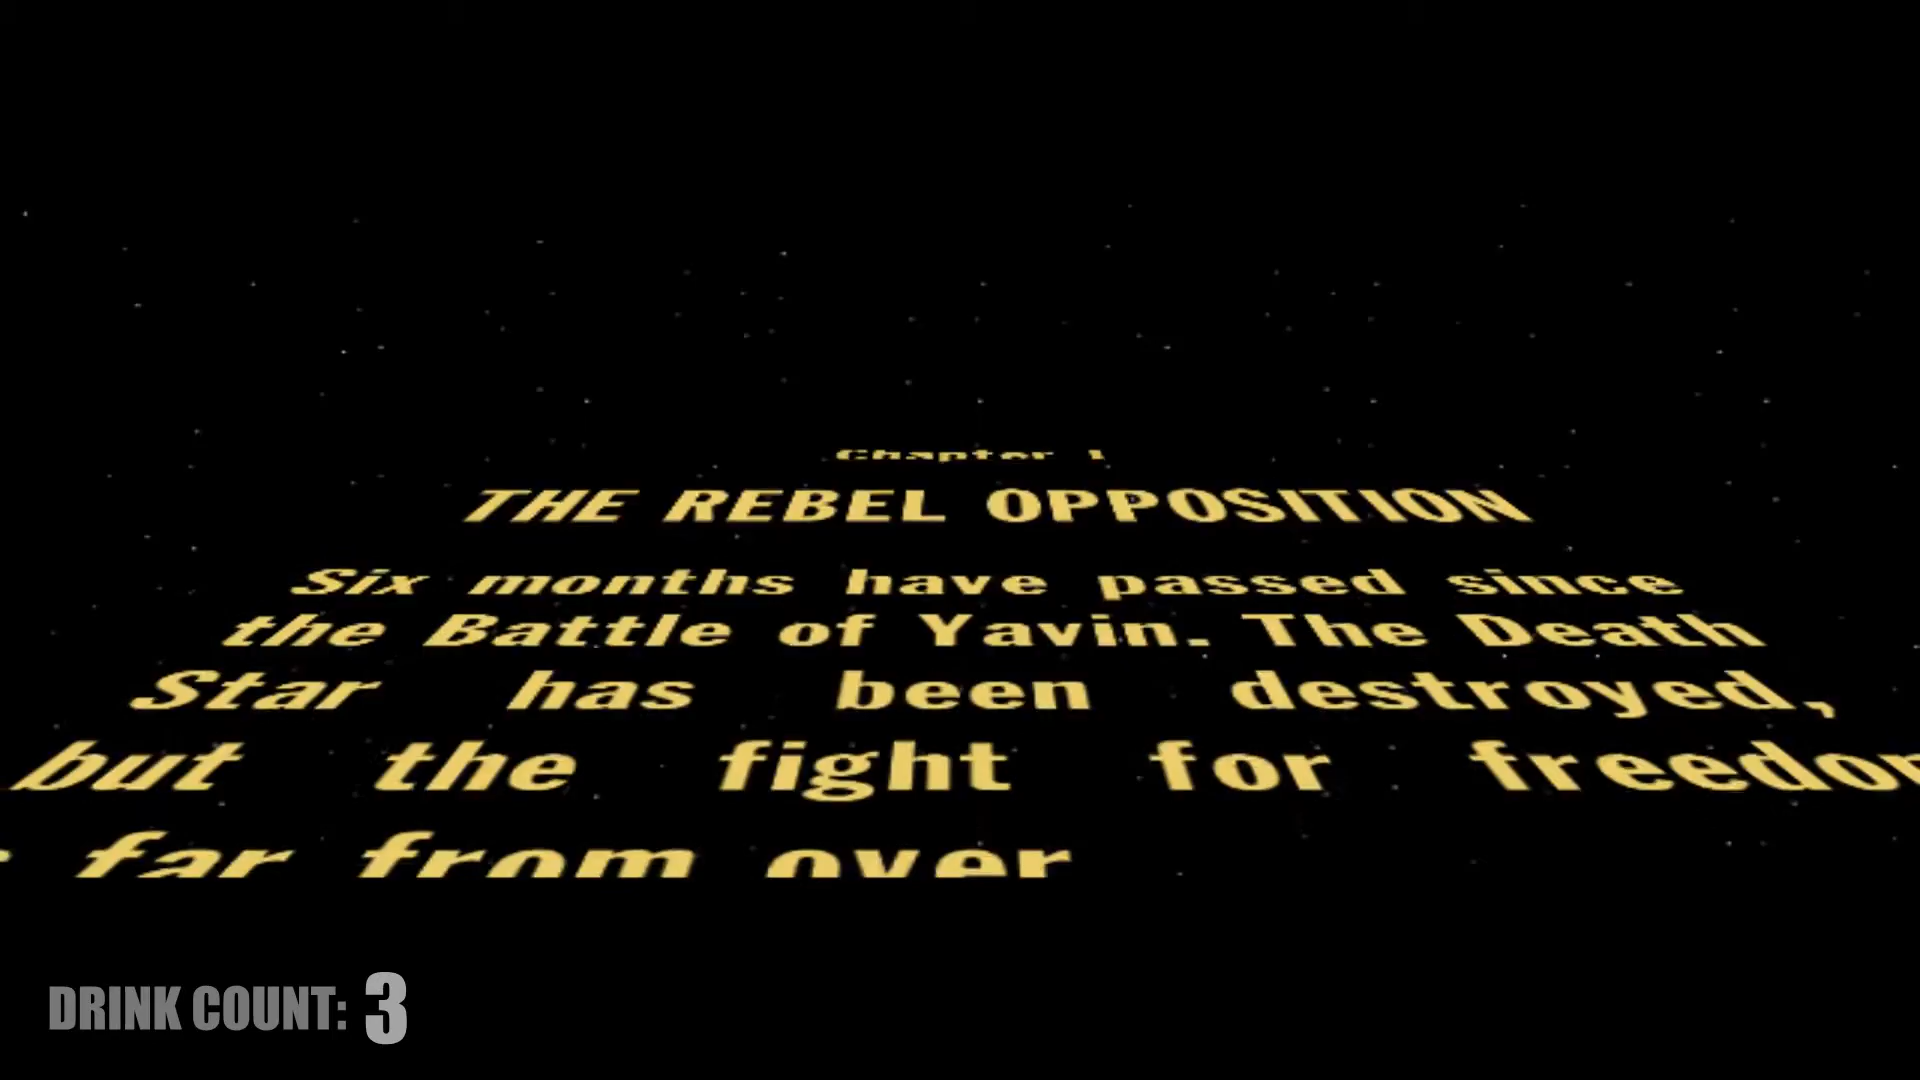 Chapter I
THE REBEL OPPOSITION
Six months have passed since
the Battle of Yavin. The Death
Star has been destroyed,
but the fight for freedom
far from over
DRINK COUNT: 3